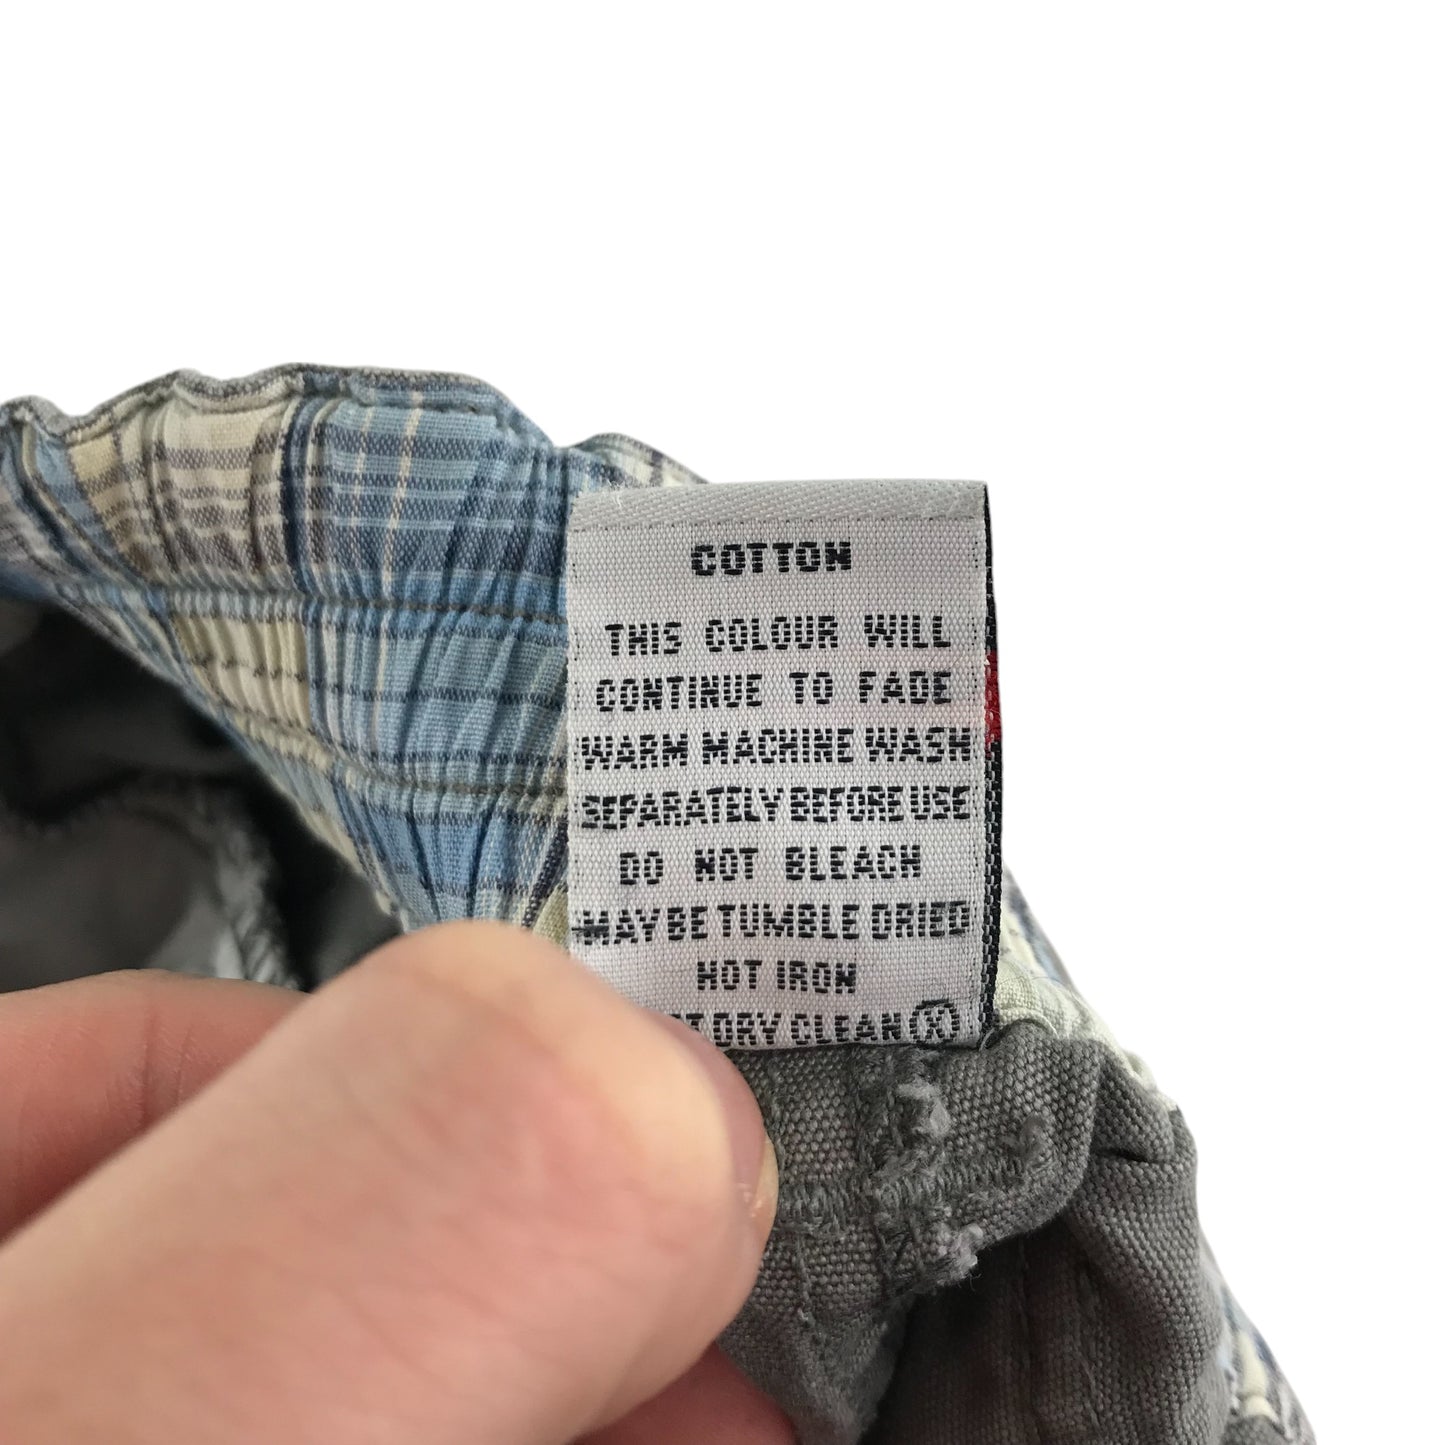 COTTON
THIS COLOUR WILL
CONTINUE TO FADE
WARM MACHINE WASH
SEPARATELY BEFORE USE
DO NOT BLEACH
MAY BE TUMBLE DRIED
HOT IRON
DRY CLEAN Ⓧ